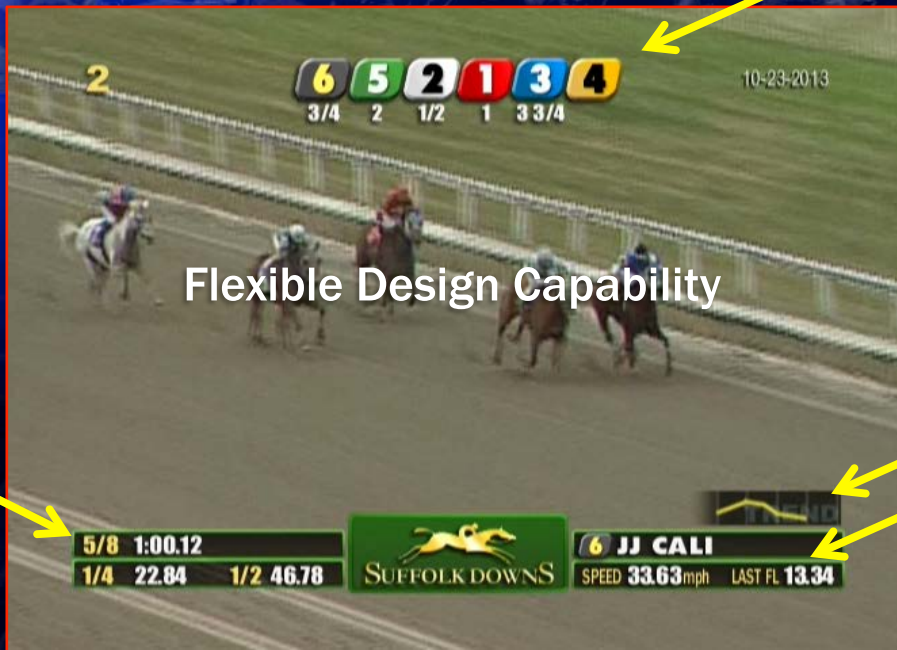 2 6 5 2 1 3 4 10-23-2013
3/4 2 1/2 1 3 3/4
Flexible Design Capability
TREND
5/8 1:00.12
1/4 22.84 1/2 46.78
SUFFOLK DOWNS
6 JJ CALI
SPEED 33.63mph LAST FL 13.34